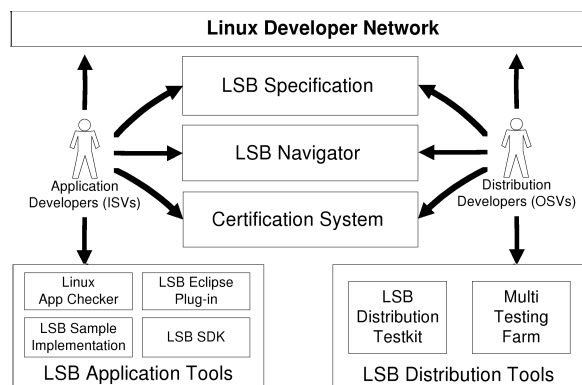 Linux Developer Network
LSB Specification
LSB Navigator
Certification System
Application
Developers (ISVs)
Distribution
Developers (OSVs)
Linux
App Checker
LSB Eclipse
Plug-in
LSB Sample
Implementation
LSB SDK
LSB Application Tools
LSB
Distribution
Testkit
Multi
Testing
Farm
LSB Distribution Tools